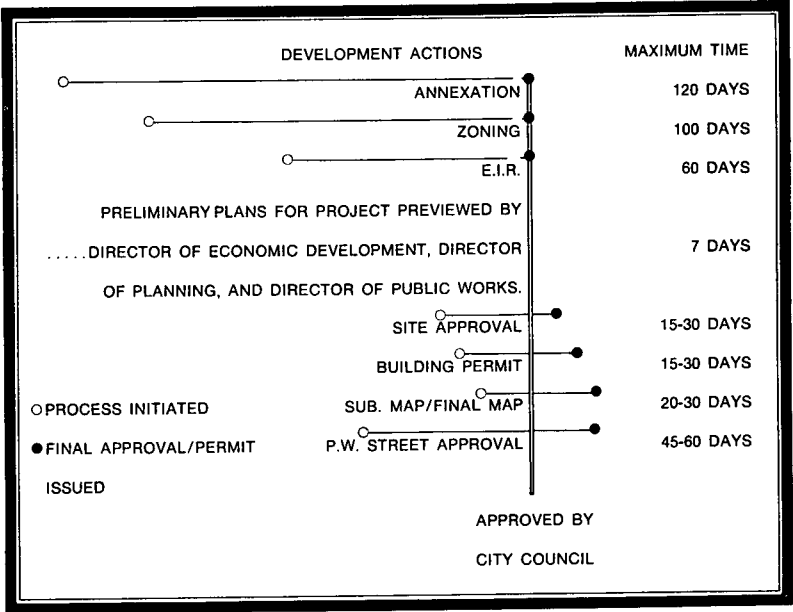 DEVELOPMENT ACTIONS MAXIMUM TIME
ANNEXATION 120 DAYS
ZONING 100 DAYS
E.I.R. 60 DAYS
PRELIMINARY PLANS FOR PROJECT PREVIEWED BY
.....DIRECTOR OF ECONOMIC DEVELOPMENT, DIRECTOR 7 DAYS
OF PLANNING, AND DIRECTOR OF PUBLIC WORKS.
SITE APPROVAL 15-30 DAYS
BUILDING PERMIT 15-30 DAYS
○PROCESS INITIATED SUB. MAP/FINAL MAP 20-30 DAYS
●FINAL APPROVAL/PERMIT P.W. STREET APPROVAL 45-60 DAYS
ISSUED
APPROVED BY
CITY COUNCIL